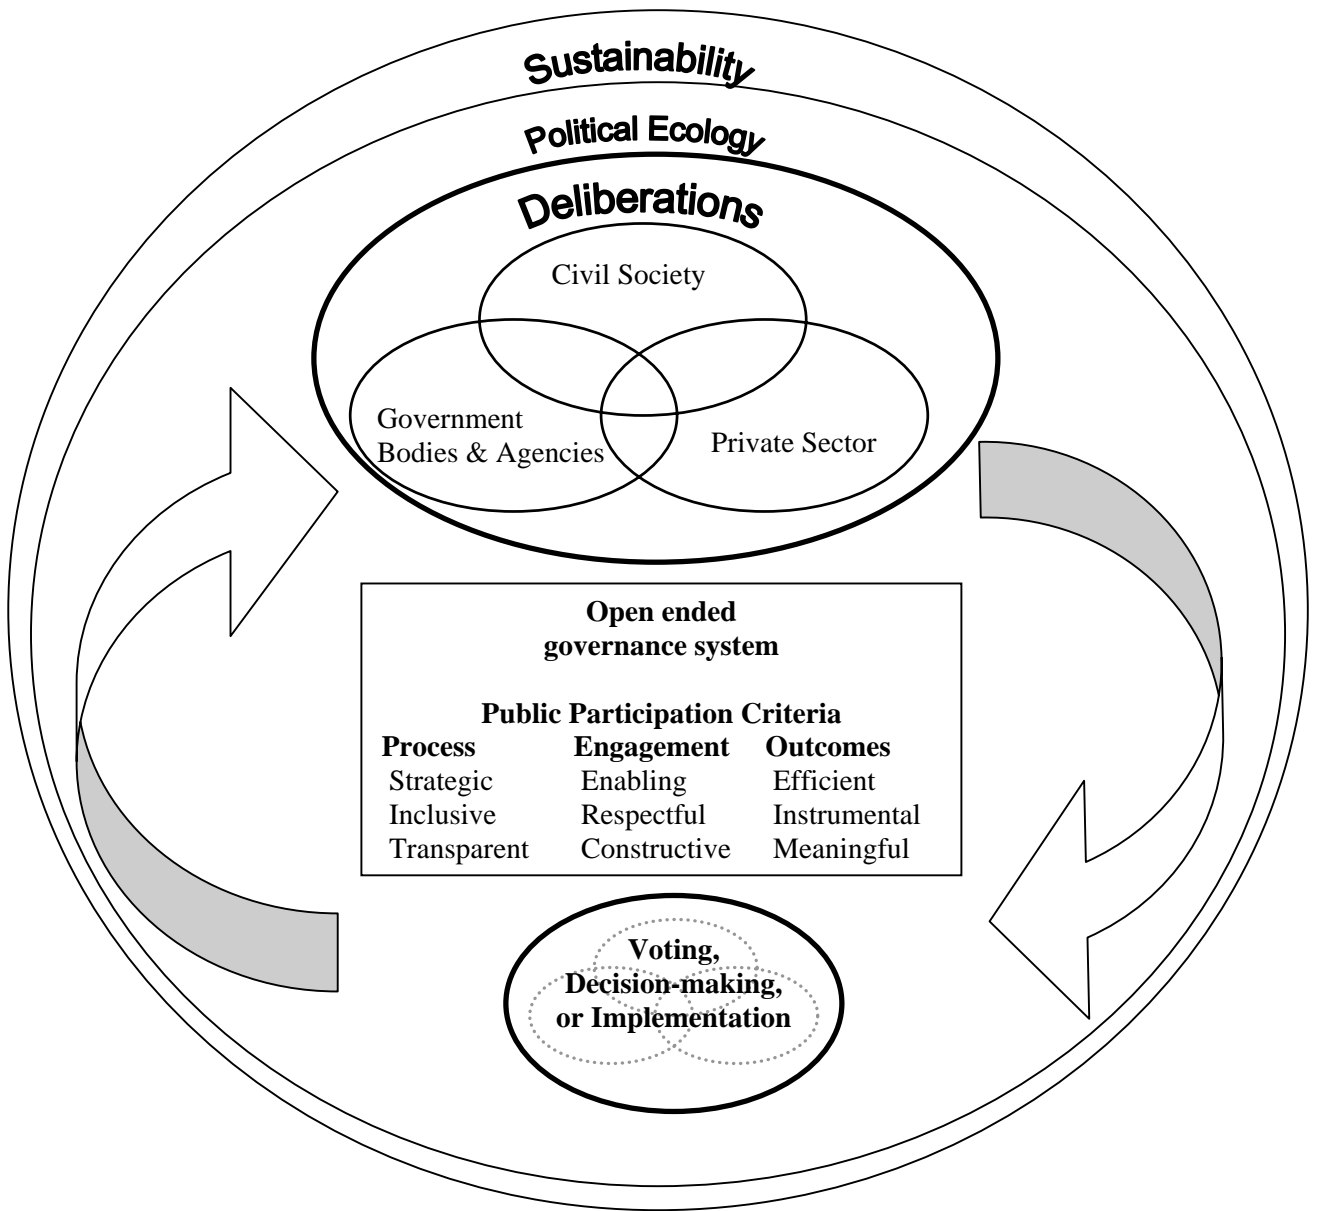 Sustainability
Political Ecology
Deliberations
Civil Society
Government
Bodies & Agencies
Private Sector
Open ended
governance system
Public Participation Criteria
Process Engagement Outcomes
Strategic Enabling Efficient
Inclusive Respectful Instrumental
Transparent Constructive Meaningful
Voting,
Decision-making,
or Implementation